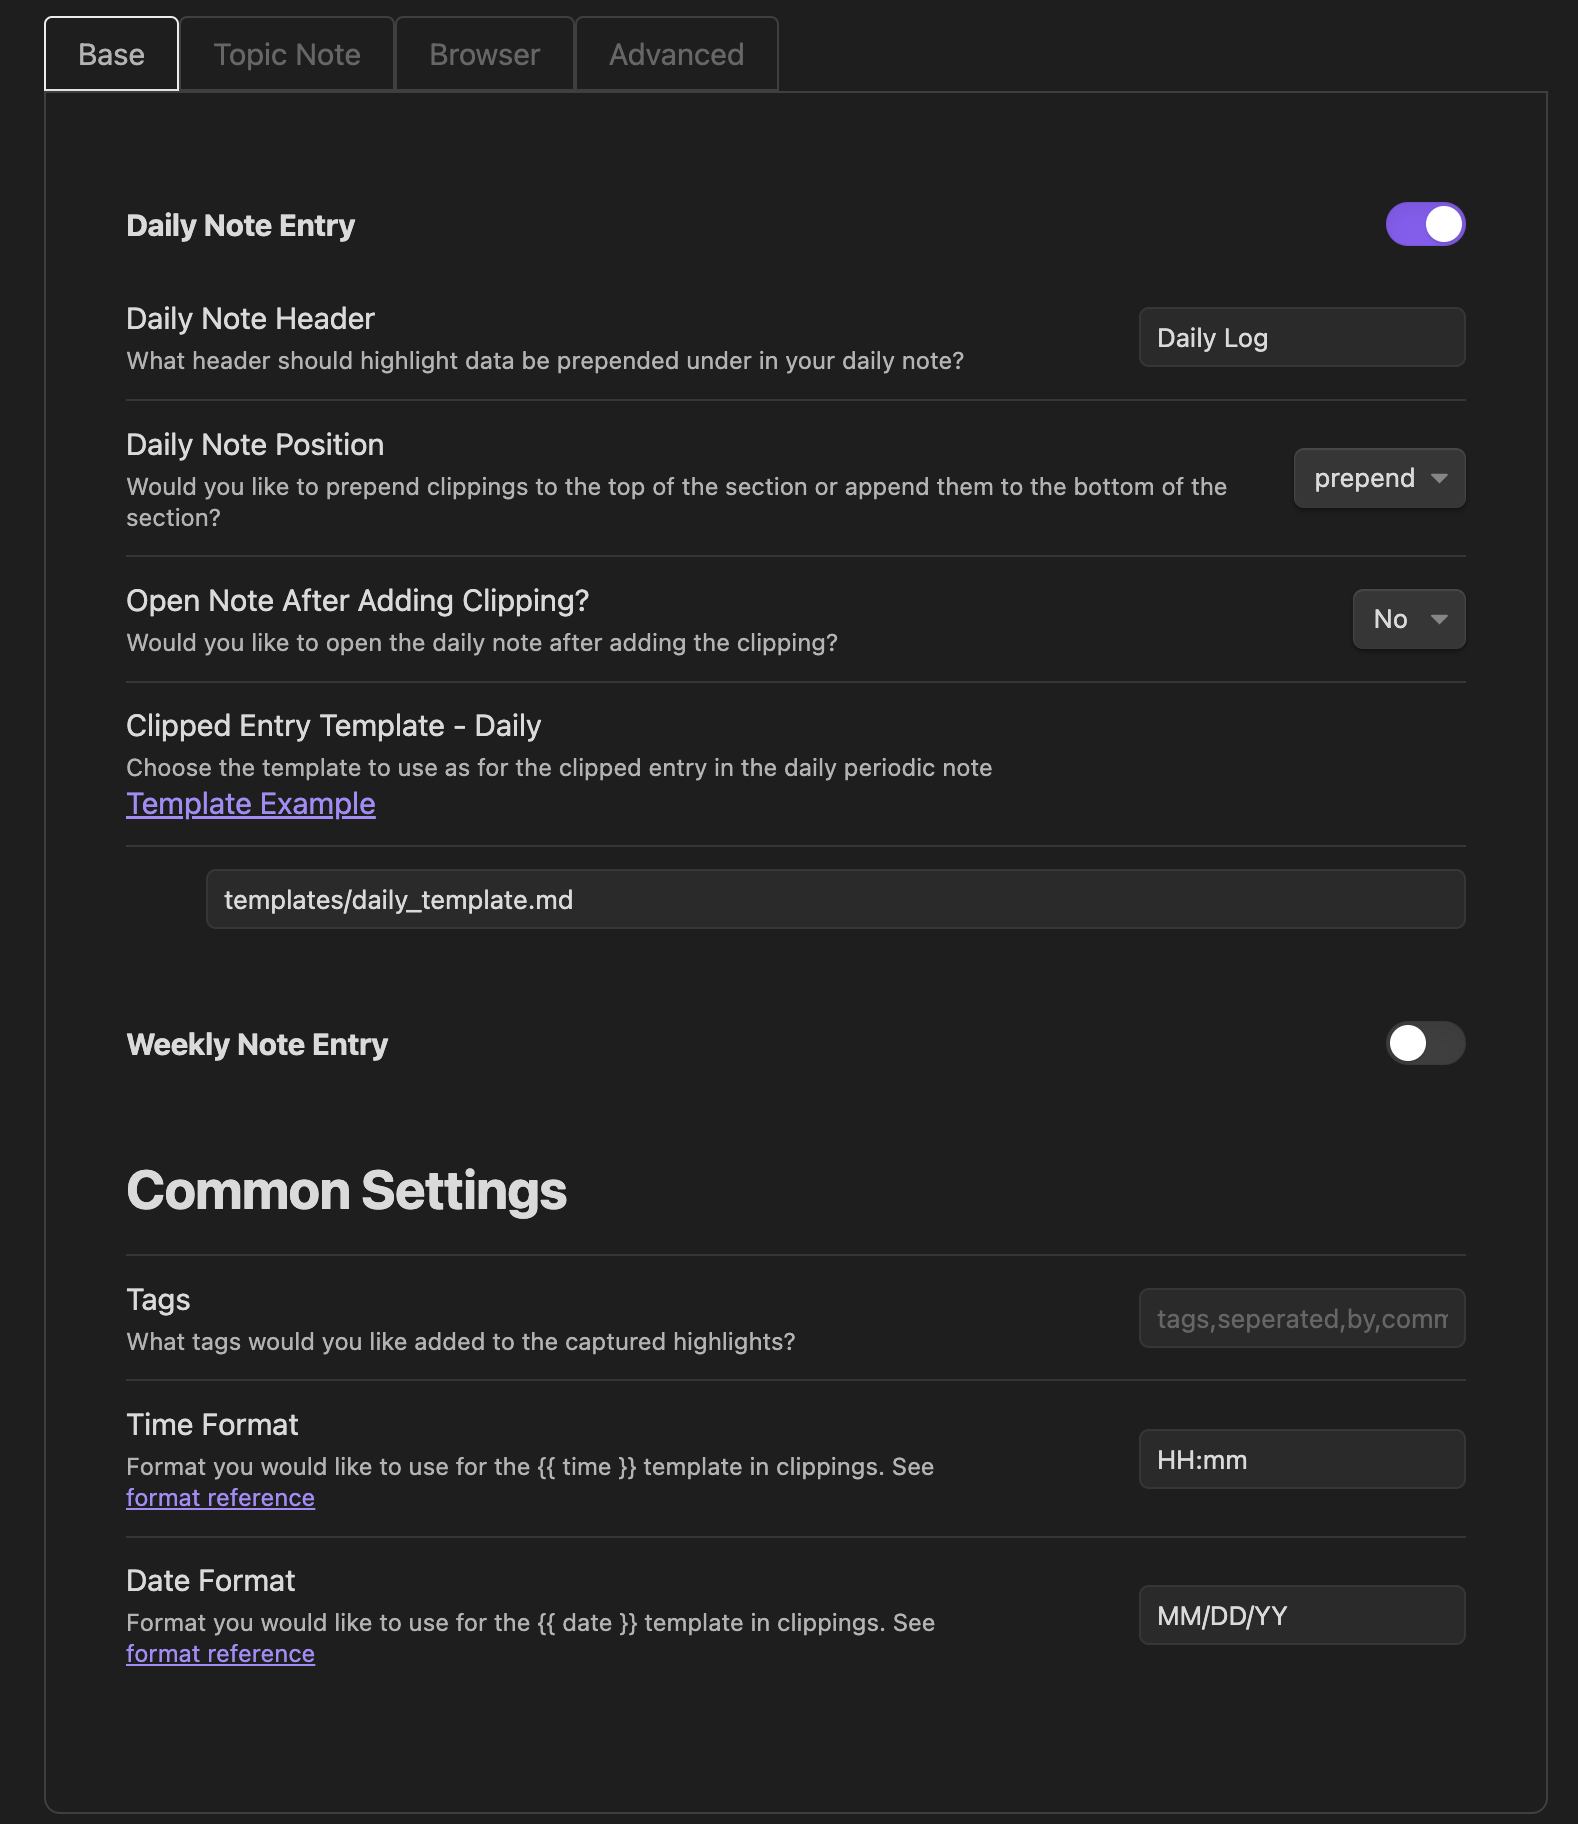 Base
Topic Note
Browser
Advanced
Daily Note Entry
Daily Note Header
What header should highlight data be prepended under in your daily note?
Daily Log
Daily Note Position
Would you like to prepend clippings to the top of the section or append them to the bottom of the
section?
prepend
Open Note After Adding Clipping?
Would you like to open the daily note after adding the clipping?
No
Clipped Entry Template - Daily
Choose the template to use as for the clipped entry in the daily periodic note
Template Example
templates/daily_template.md
Weekly Note Entry
Common Settings
Tags
What tags would you like added to the captured highlights?
tags,seperated,by,comm
Time Format
Format you would like to use for the {{ time }} template in clippings. See
format reference
HH:mm
Date Format
Format you would like to use for the {{ date }} template in clippings. See
format reference
MM/DD/YY